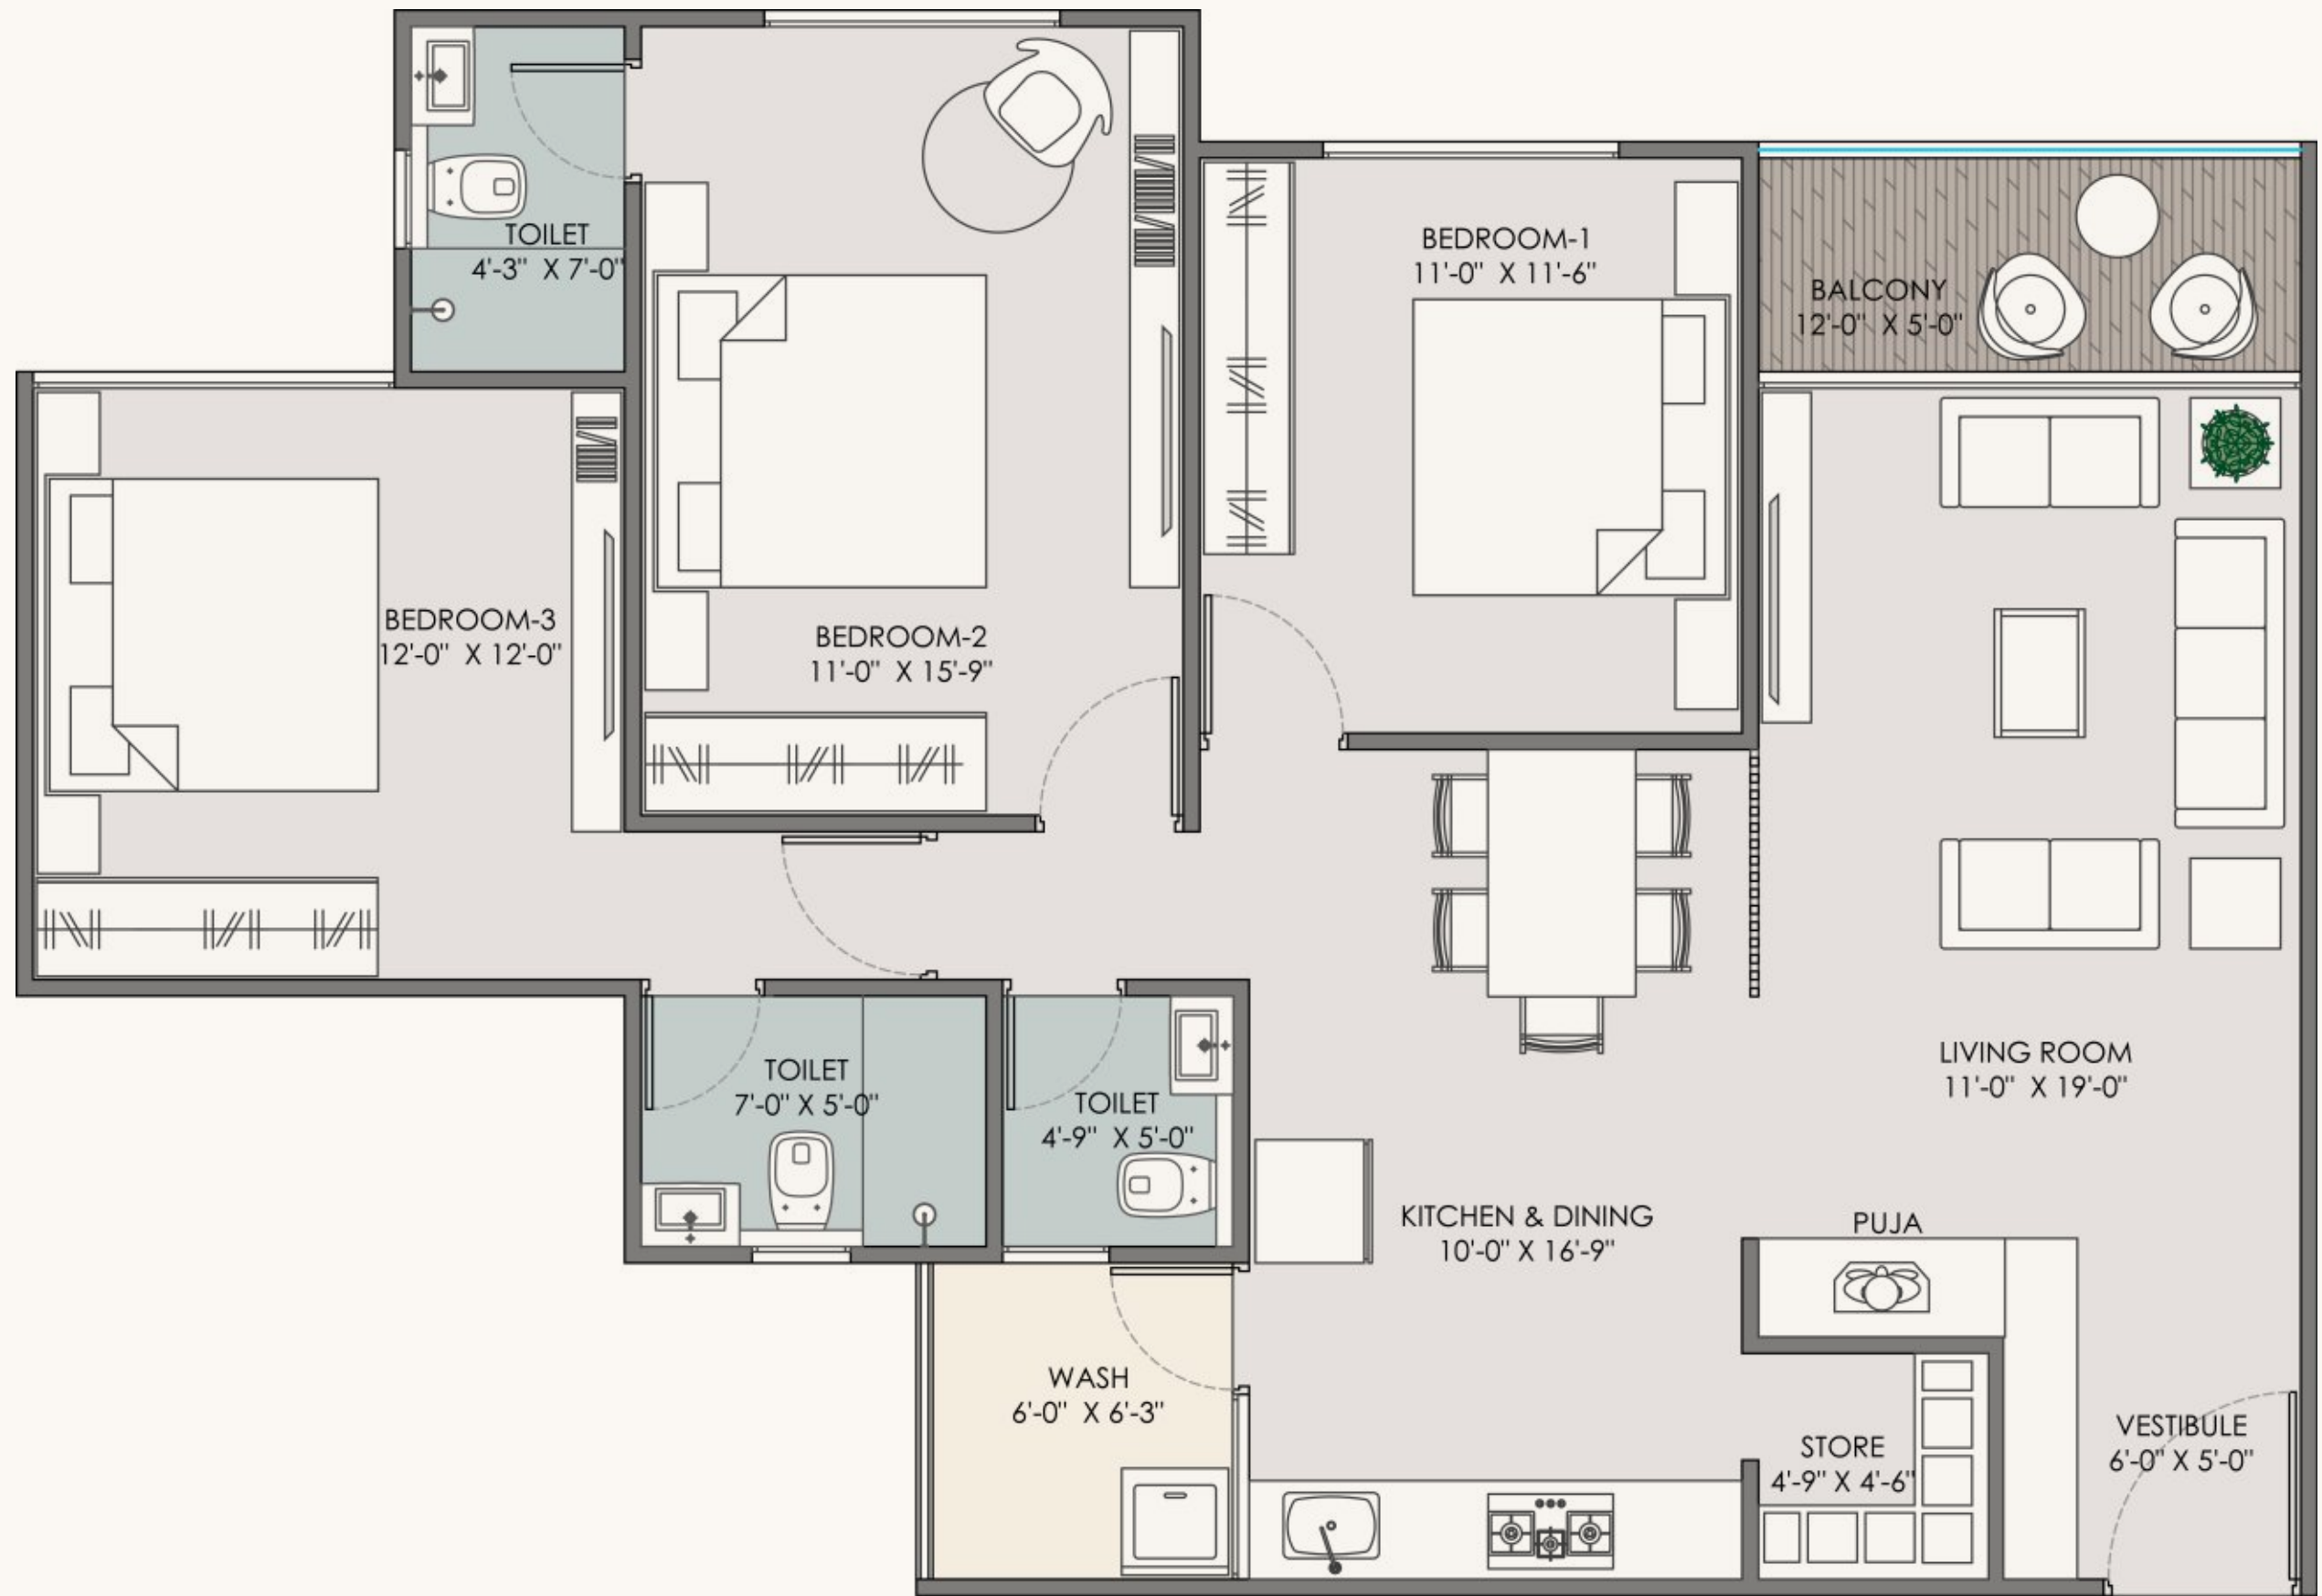 TOILET
4'-3" X 7'-0"
BEDROOM-1
11'-0" X 11'-6"
BALCONY
12'-0" X 5'-0"
BEDROOM-3
12'-0" X 12'-0"
BEDROOM-2
11'-0" X 15'-9"
LIVING ROOM
11'-0" X 19'-0"
TOILET
7'-0" X 5'-0"
TOILET
4'-9" X 5'-0"
KITCHEN & DINING
10'-0" X 16'-9"
PUJA
WASH
6'-0" X 6'-3"
STORE
4'-9" X 4'-6"
VESTIBULE
6'-0" X 5'-0"